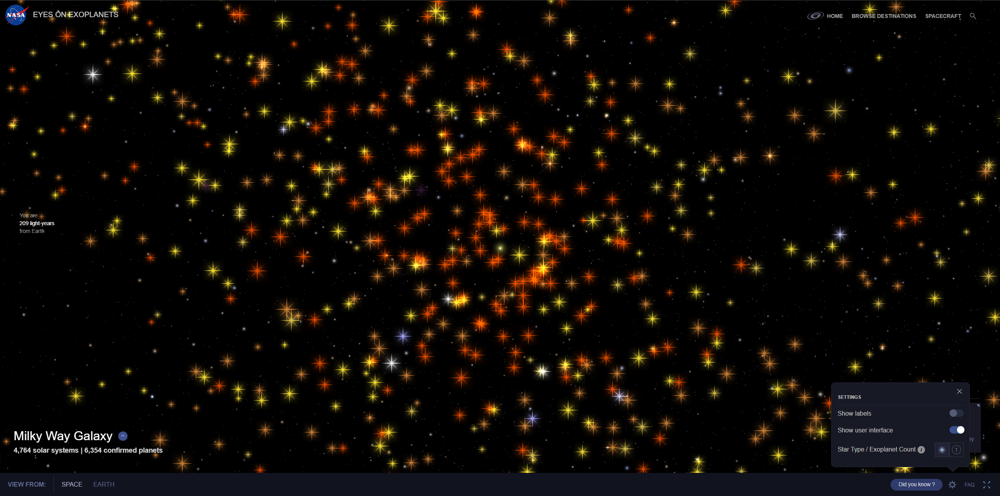 NASA
EYES ON EXOPLANETS
HOME
BROWSE DESTINATIONS
SPACECRAFT
You are
209 light-years
from Earth
Milky Way Galaxy
4,764 solar systems | 6,354 confirmed planets
SETTINGS
Show labels
Show user interface
Star Type / Exoplanet Count i
1
VIEW FROM:
SPACE
EARTH
Did you know ?
FAQ